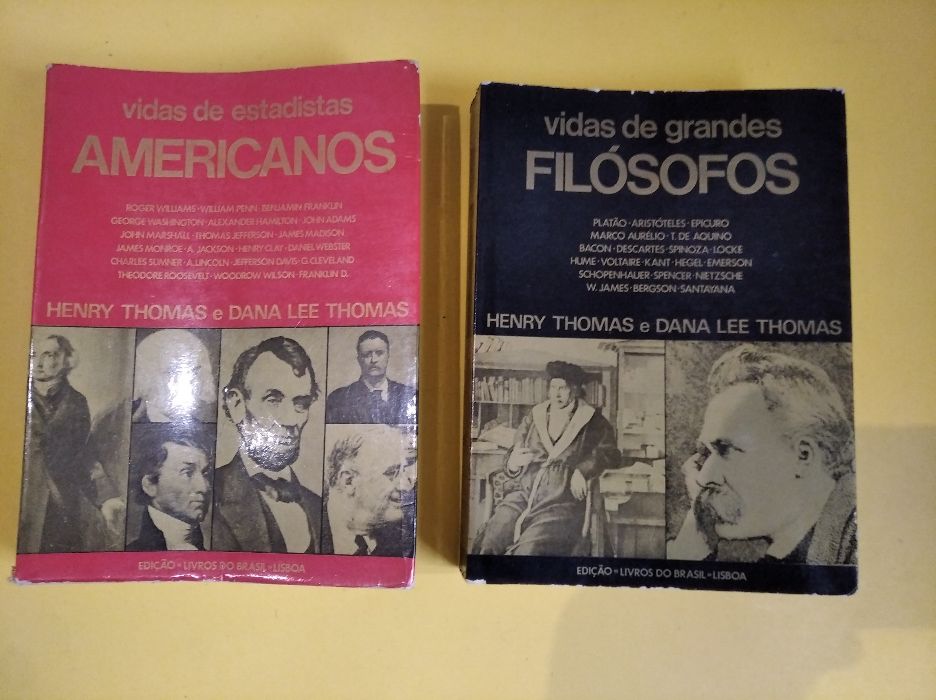 vidas de estadistas
AMERICANOS
ROGER WILLIAMS · WILLIAM PENN · BENJAMIN FRANKLIN
GEORGE WASHINGTON · ALEXANDER HAMILTON · JOHN ADAMS
JOHN MARSHALL · THOMAS JEFFERSON · JAMES MADISON
JAMES MONROE · A. JACKSON · HENRY CLAY · DANIEL WEBSTER
CHARLES SUMNER · A. LINCOLN · JEFFERSON DAVIS · G. CLEVELAND
THEODORE ROOSEVELT · WOODROW WILSON · FRANKLIN D.
HENRY THOMAS e DANA LEE THOMAS
EDIÇÃO = LIVROS DO BRASIL = LISBOA
vidas de grandes
FILÓSOFOS
PLATÃO · ARISTÓTELES · EPICURO
MARCO AURÉLIO · T. DE AQUINO
BACON · DESCARTES · SPINOZA · LOCKE
HUME · VOLTAIRE · KANT · HEGEL · EMERSON
SCHOPENHAUER · SPENCER · NIETZSCHE
W. JAMES · BERGSON · SANTAYANA
HENRY THOMAS e DANA LEE THOMAS
EDIÇÃO = LIVROS DO BRASIL = LISBOA